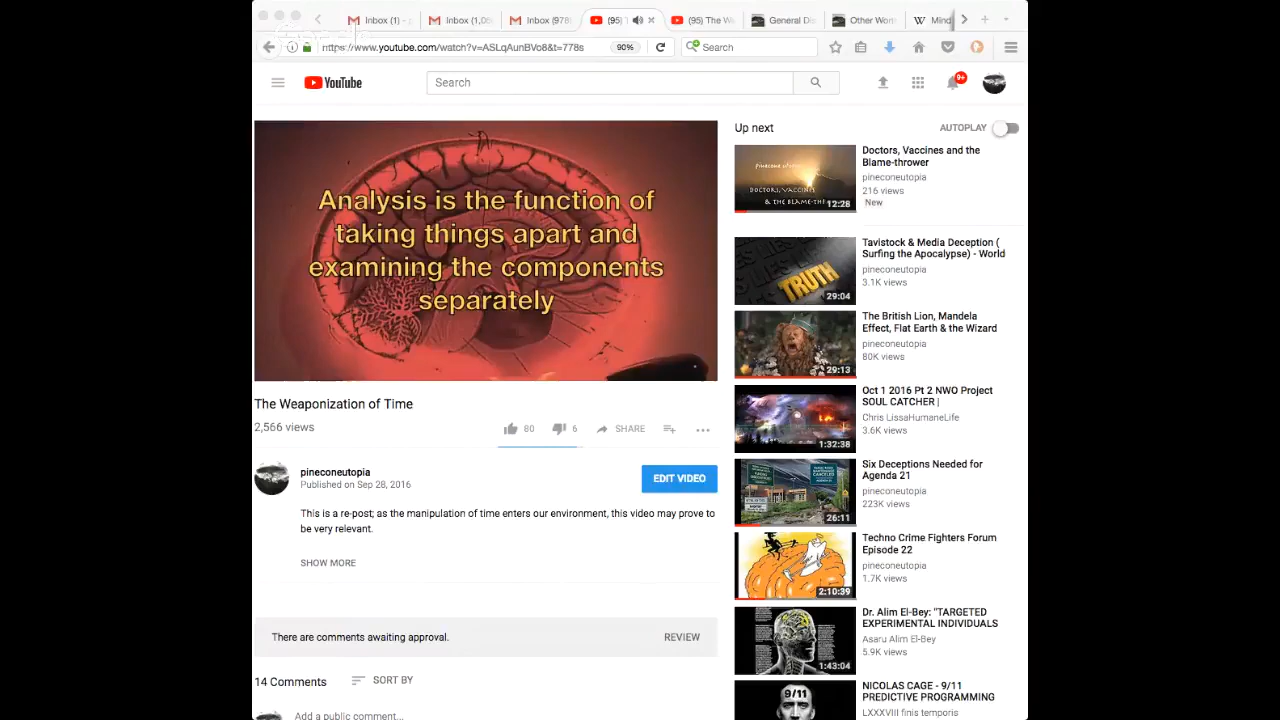 Inbox (1) -
Inbox (1,0
Inbox (978
(95)
(95) The W
General Di
Other Wor
Mind
https://www.youtube.com/watch?v=ASLqAunBVo8&t=778s
90%
Search
YouTube
Search
9+
Analysis is the function of
taking things apart and
examining the components
separately
The Weaponization of Time
2,566 views
80
6
SHARE
pineconeutopia
Published on Sep 28, 2016
EDIT VIDEO
This is a re-post; as the manipulation of time enters our environment, this video may prove to
be very relevant.
SHOW MORE
There are comments awaiting approval.
REVIEW
14 Comments
SORT BY
Add a public comment...
Up next
AUTOPLAY
DOCTORS, VACCINES
& THE BLAME-TH
12:28
Doctors, Vaccines and the
Blame-thrower
pineconeutopia
216 views
New
TRUTH
29:04
Tavistock & Media Deception (
Surfing the Apocalypse) - World
pineconeutopia
3.1K views
29:13
The British Lion, Mandela
Effect, Flat Earth & the Wizard
pineconeutopia
80K views
1:32:38
Oct 1 2016 Pt 2 NWO Project
SOUL CATCHER |
Chris LissaHumaneLife
3.6K views
26:11
Six Deceptions Needed for
Agenda 21
pineconeutopia
223K views
2:10:39
Techno Crime Fighters Forum
Episode 22
pineconeutopia
1.7K views
1:43:04
Dr. Alim El-Bey: "TARGETED
EXPERIMENTAL INDIVIDUALS
Asaru Alim El-Bey
5.9K views
9/11
NICOLAS CAGE - 9/11
PREDICTIVE PROGRAMMING
LXXXVIII finis temporis